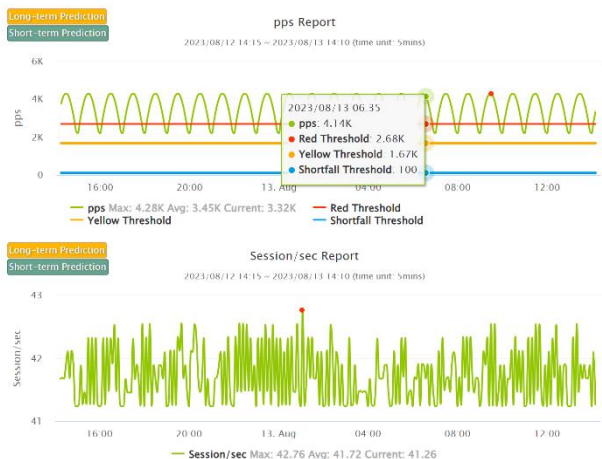 Long-term Prediction
Short-term Prediction
pps Report
2023/08/12 14:15 ~ 2023/08/13 14:10 (time unit: 5mins)
6K
4K
2K
0
pps
2023/08/13 06:35
pps: 4.14K
Red Threshold: 2.68K
Yellow Threshold: 1.67K
Shortfall Threshold: 100
16:00 20:00 13. Aug 04:00 08:00 12:00
pps Max: 4.28K Avg: 3.45K Current: 3.32K Red Threshold
Yellow Threshold Shortfall Threshold
Long-term Prediction
Short-term Prediction
Session/sec Report
2023/08/12 14:15 ~ 2023/08/13 14:10 (time unit: 5mins)
43
42
41
Session/sec
16:00 20:00 13. Aug 04:00 08:00 12:00
Session/sec Max: 42.76 Avg: 41.72 Current: 41.26